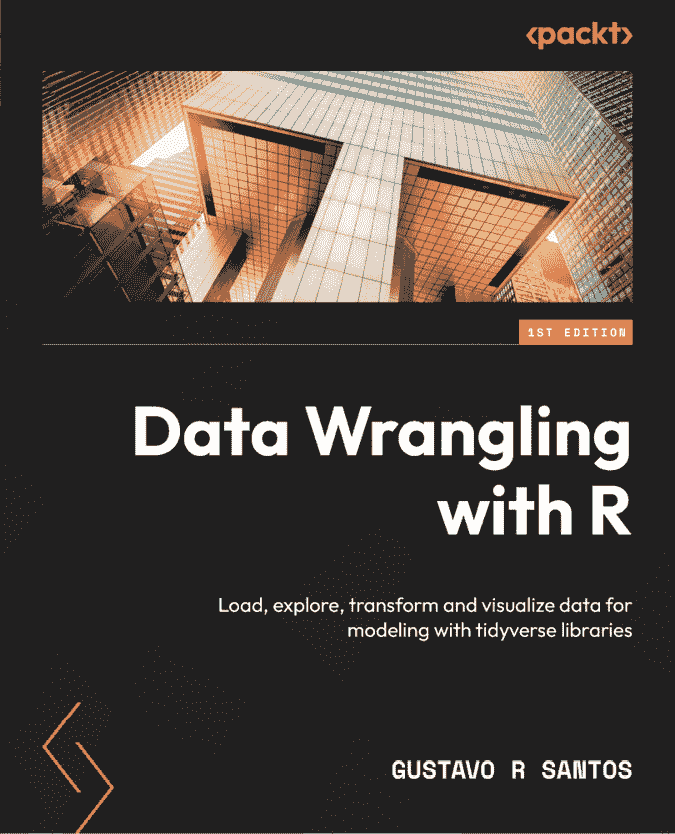 <packt>
1ST EDITION
Data Wrangling
with R
Load, explore, transform and visualize data for
modeling with tidyverse libraries
GUSTAVO R SANTOS